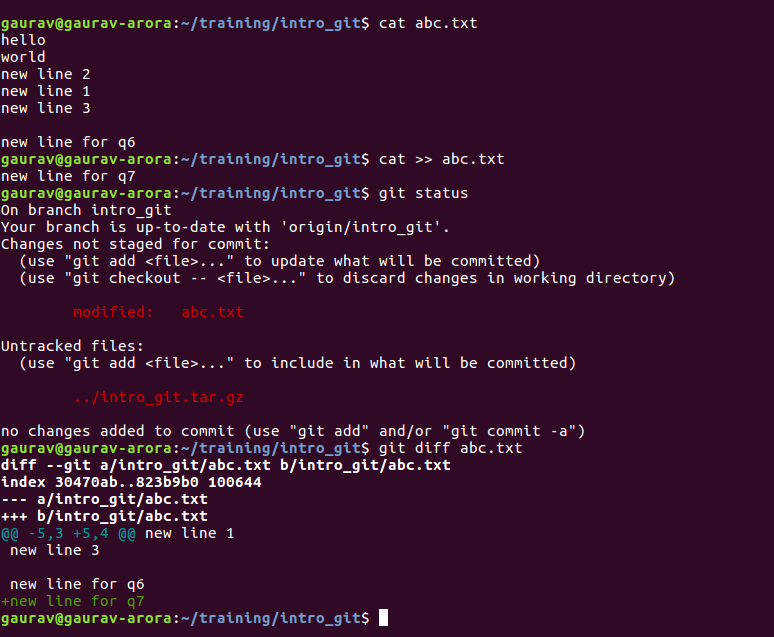 gaurav@gaurav-arora:~/training/intro_git$ cat abc.txt
hello
world
new line 2
new line 1
new line 3

new line for q6
gaurav@gaurav-arora:~/training/intro_git$ cat >> abc.txt
new line for q7
gaurav@gaurav-arora:~/training/intro_git$ git status
On branch intro_git
Your branch is up-to-date with 'origin/intro_git'.
Changes not staged for commit:
  (use "git add <file>..." to update what will be committed)
  (use "git checkout -- <file>..." to discard changes in working directory)

        modified:   abc.txt

Untracked files:
  (use "git add <file>..." to include in what will be committed)

        ../intro_git.tar.gz

no changes added to commit (use "git add" and/or "git commit -a")
gaurav@gaurav-arora:~/training/intro_git$ git diff abc.txt
diff --git a/intro_git/abc.txt b/intro_git/abc.txt
index 30470ab..823b9b0 100644
--- a/intro_git/abc.txt
+++ b/intro_git/abc.txt
@@ -5,3 +5,4 @@ new line 1
 new line 3

 new line for q6
+new line for q7
gaurav@gaurav-arora:~/training/intro_git$